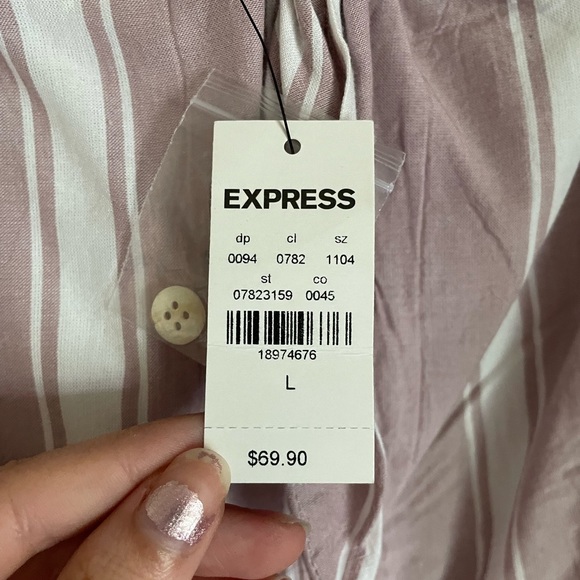 EXPRESS
dp cl sz
0094 0782 1104
st co
07823159 0045
18974676
L
$69.90